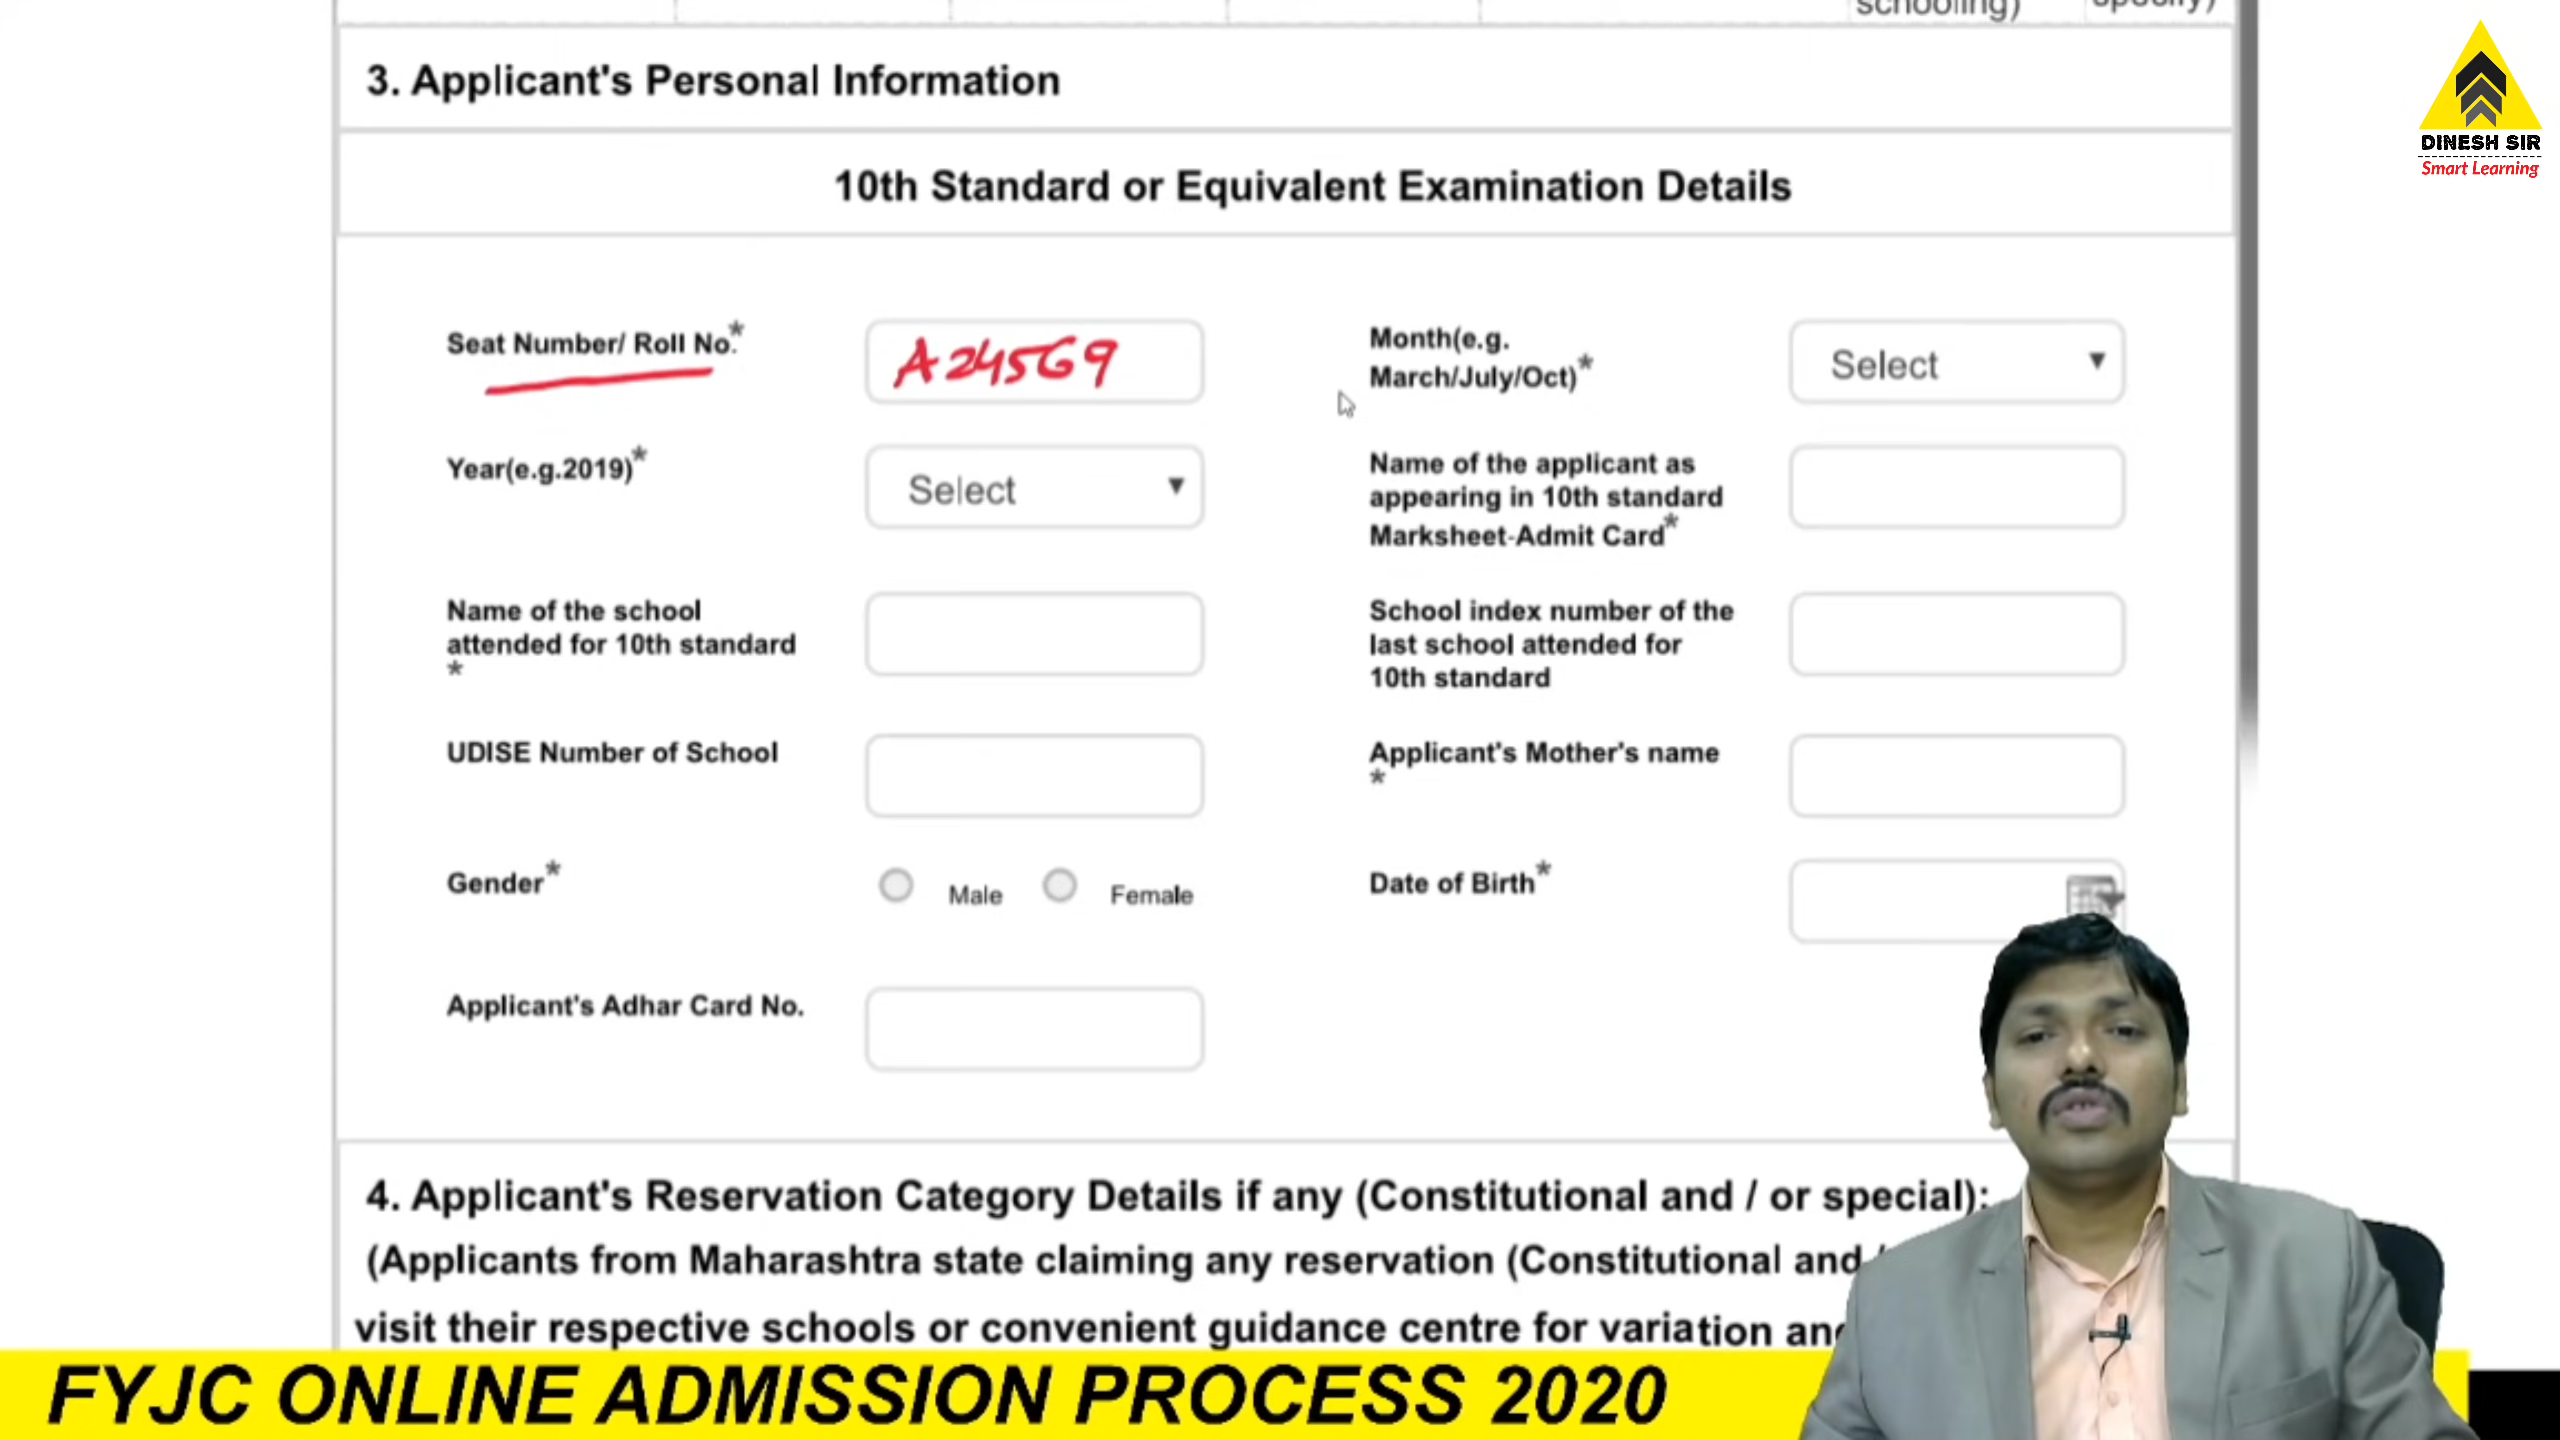 schooling)
specify)
3. Applicant's Personal Information
DINESH SIR
Smart Learning
10th Standard or Equivalent Examination Details
Seat Number/ Roll No.*
A24569
Month(e.g.
March/July/Oct)*
Select
Year(e.g.2019)*
Select
Name of the applicant as
appearing in 10th standard
Marksheet-Admit Card*
Name of the school
attended for 10th standard
*
School index number of the
last school attended for
10th standard
UDISE Number of School
Applicant's Mother's name
*
Gender*
Male
Female
Date of Birth*
Applicant's Adhar Card No.
4. Applicant's Reservation Category Details if any (Constitutional and / or special):
(Applicants from Maharashtra state claiming any reservation (Constitutional and /
visit their respective schools or convenient guidance centre for variation and
FYJC ONLINE ADMISSION PROCESS 2020